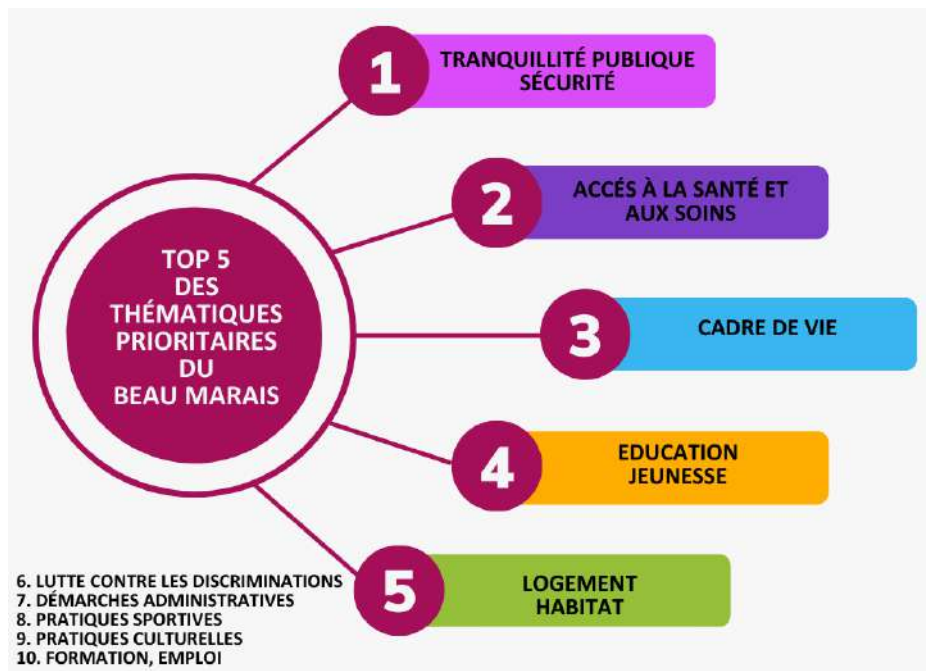 TOP 5
DES
THÉMATIQUES
PRIORITAIRES
DU
BEAU MARAIS
1
TRANQUILLITÉ PUBLIQUE
SÉCURITÉ
2
ACCÉS À LA SANTÉ ET
AUX SOINS
3
CADRE DE VIE
4
EDUCATION
JEUNESSE
5
LOGEMENT
HABITAT
6. LUTTE CONTRE LES DISCRIMINATIONS
7. DÉMARCHES ADMINISTRATIVES
8. PRATIQUES SPORTIVES
9. PRATIQUES CULTURELLES
10. FORMATION, EMPLOI